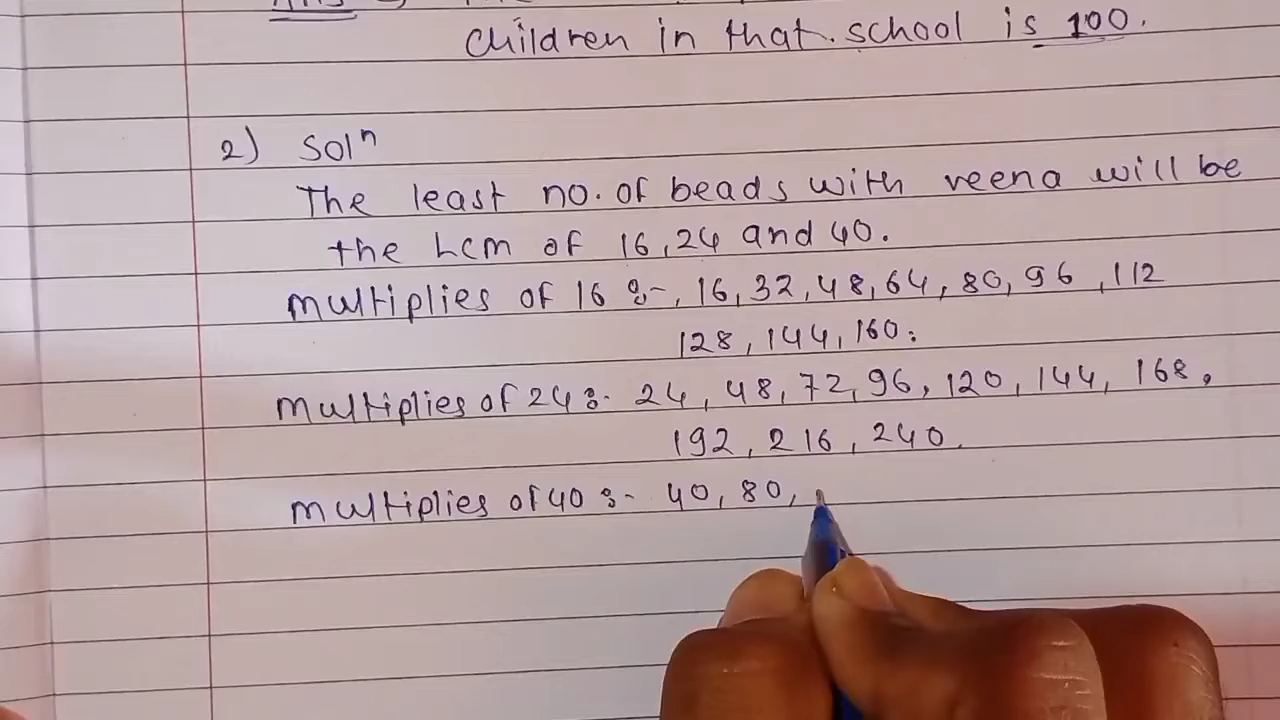 children in that school is 100.
2) Solⁿ
The least no. of beads with veena will be
the Lcm of 16, 24 and 40.
multiplies of 16 :-, 16, 32, 48, 64, 80, 96, 112
128, 144, 160.
multiplies of 24 :- 24, 48, 72, 96, 120, 144, 168,
192, 216, 240.
multiplies of 40 :- 40, 80,